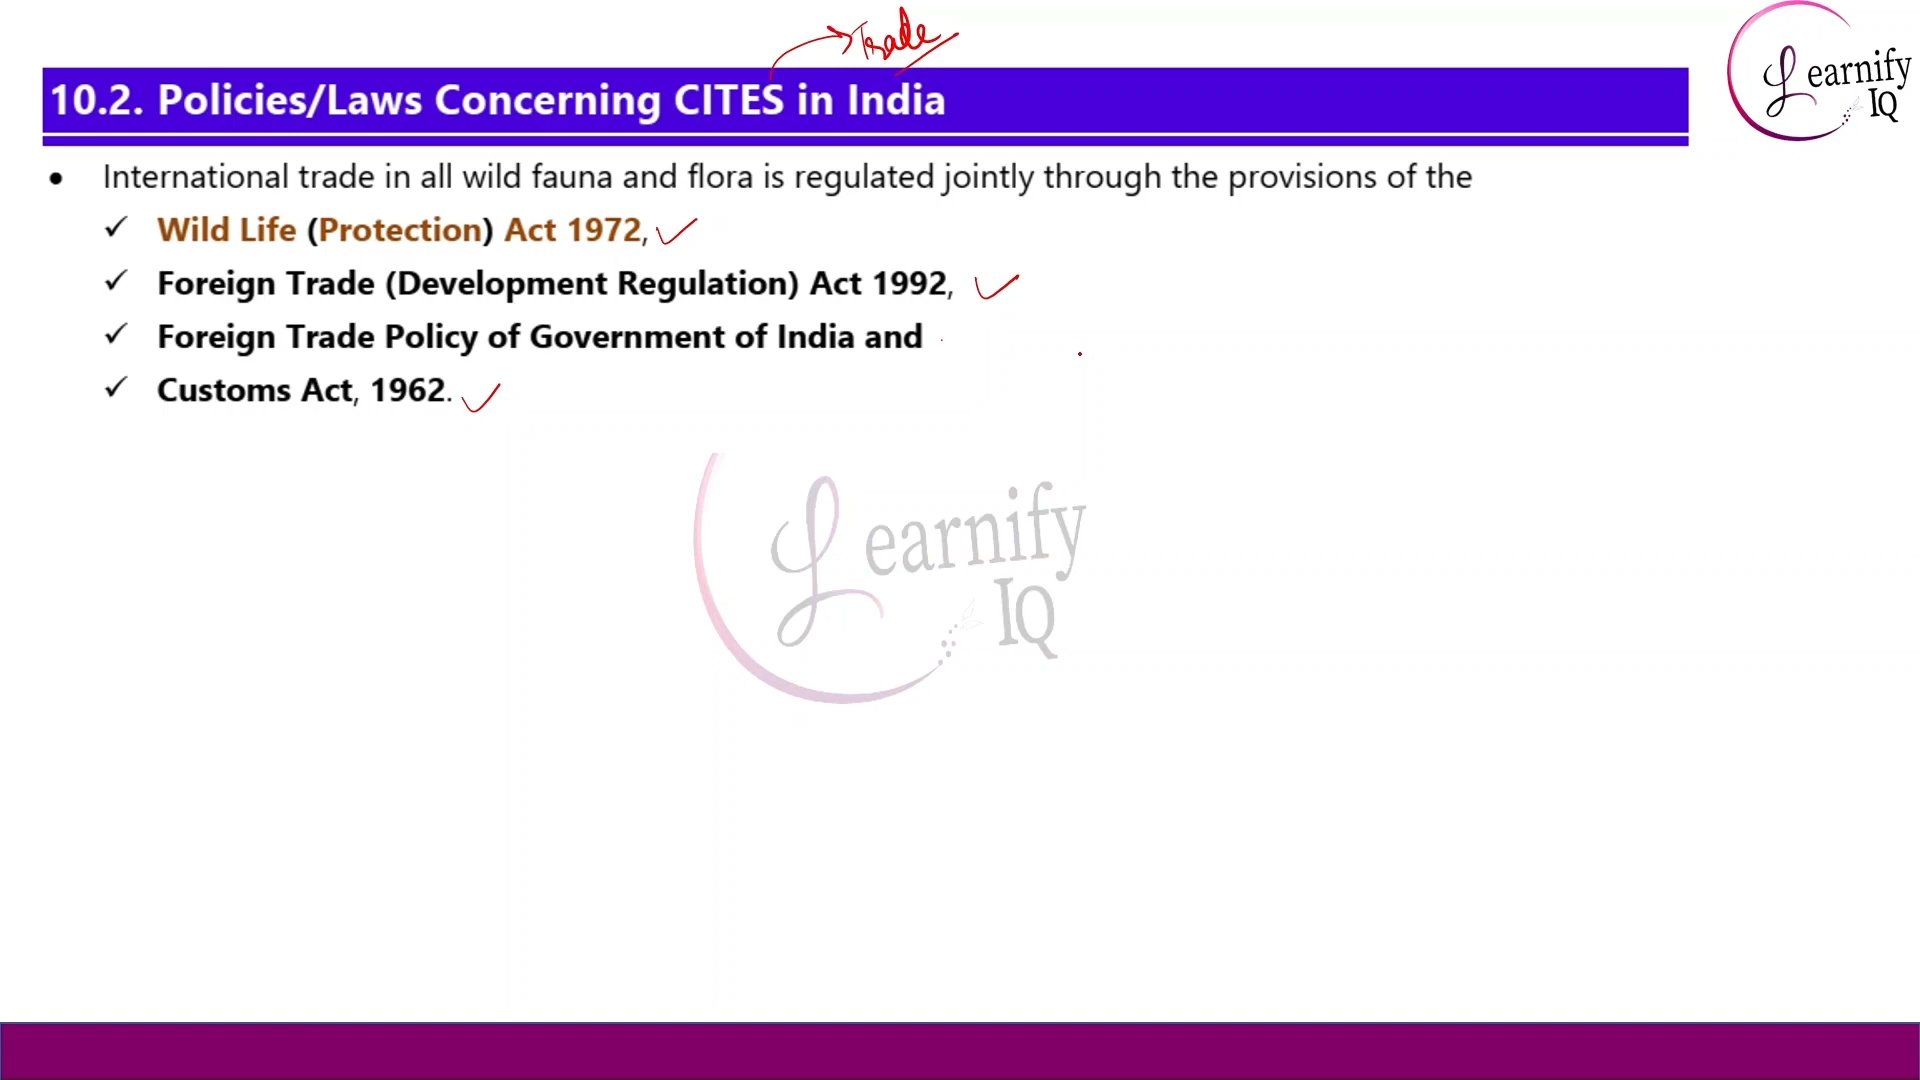 Trade
10.2. Policies/Laws Concerning CITES in India
Learnify
IQ
• International trade in all wild fauna and flora is regulated jointly through the provisions of the
✓ Wild Life (Protection) Act 1972,
✓ Foreign Trade (Development Regulation) Act 1992,
✓ Foreign Trade Policy of Government of India and
✓ Customs Act, 1962.
Learnify
IQ